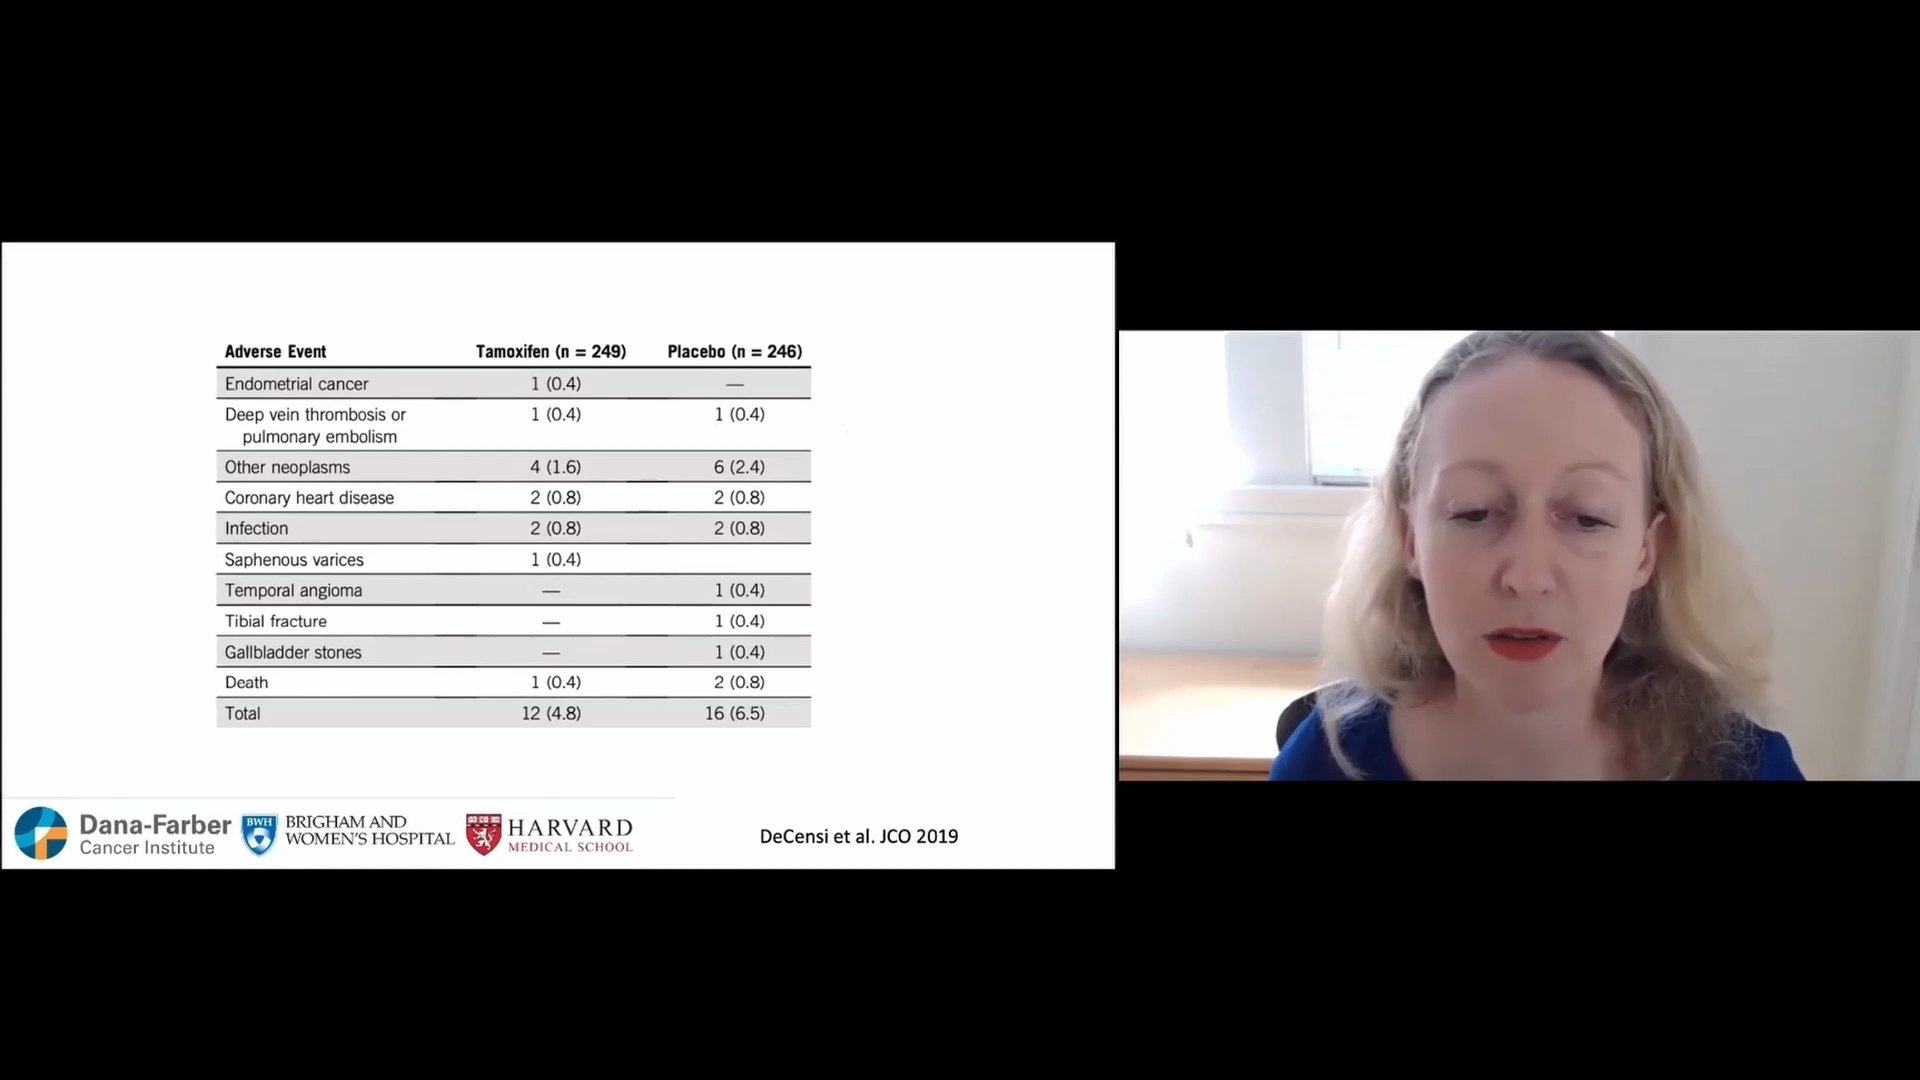 Adverse Event Tamoxifen (n = 249) Placebo (n = 246)
Endometrial cancer 1 (0.4) —
Deep vein thrombosis or 1 (0.4) 1 (0.4)
pulmonary embolism
Other neoplasms 4 (1.6) 6 (2.4)
Coronary heart disease 2 (0.8) 2 (0.8)
Infection 2 (0.8) 2 (0.8)
Saphenous varices 1 (0.4)
Temporal angioma — 1 (0.4)
Tibial fracture — 1 (0.4)
Gallbladder stones — 1 (0.4)
Death 1 (0.4) 2 (0.8)
Total 12 (4.8) 16 (6.5)
Dana-Farber
Cancer Institute
BWH
BRIGHAM AND
WOMEN'S HOSPITAL
HARVARD
MEDICAL SCHOOL
DeCensi et al. JCO 2019